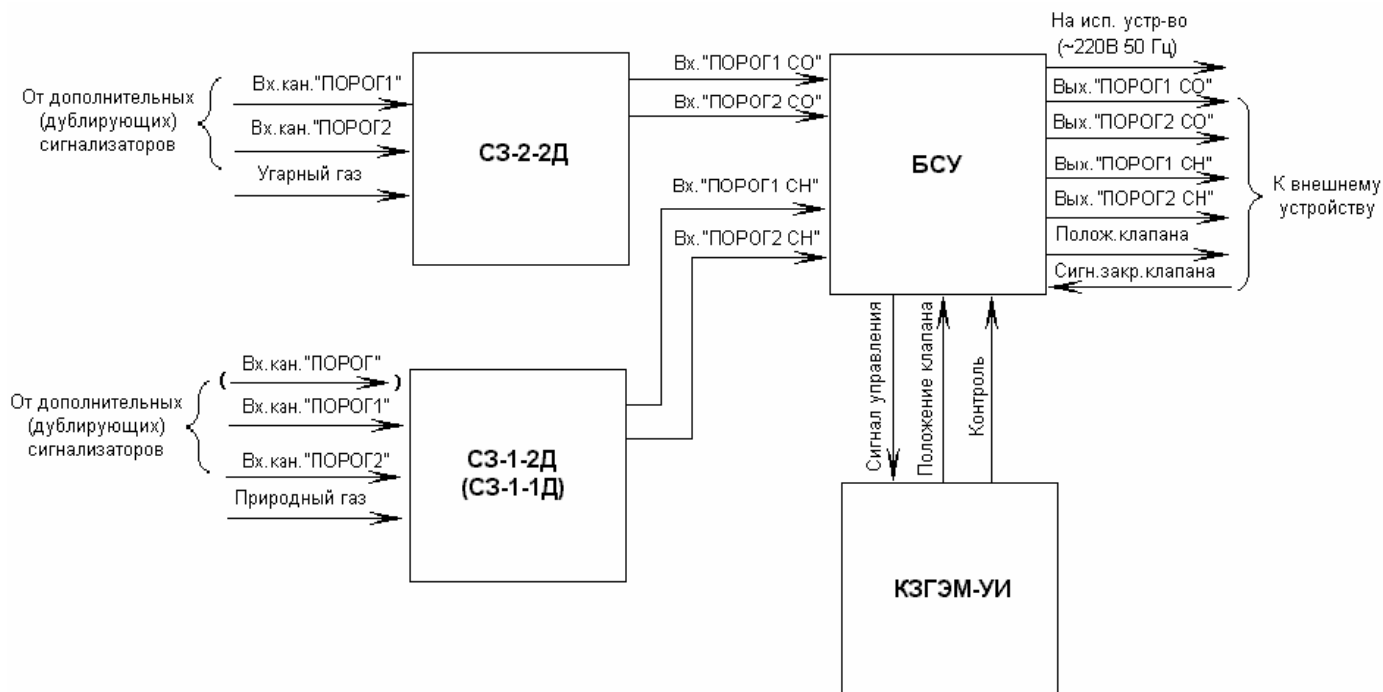 На исп. устр-во
(~220В 50 Гц)
От дополнительных
(дублирующих)
сигнализаторов
Вх.кан."ПОРОГ1"
Вх.кан."ПОРОГ2
Угарный газ
СЗ-2-2Д
Вх."ПОРОГ1 СО"
Вх."ПОРОГ2 СО"
Вх."ПОРОГ1 СН"
Вх."ПОРОГ2 СН"
БСУ
Вых."ПОРОГ1 СО"
Вых."ПОРОГ2 СО"
Вых."ПОРОГ1 СН"
Вых."ПОРОГ2 СН"
Полож.клапана
Сигн.закр.клапана
К внешнему
устройству
От дополнительных
(дублирующих)
сигнализаторов
( Вх.кан."ПОРОГ" )
Вх.кан."ПОРОГ1"
Вх.кан."ПОРОГ2"
Природный газ
СЗ-1-2Д
(СЗ-1-1Д)
Сигнал управления
Положение клапана
Контроль
КЗГЭМ-УИ